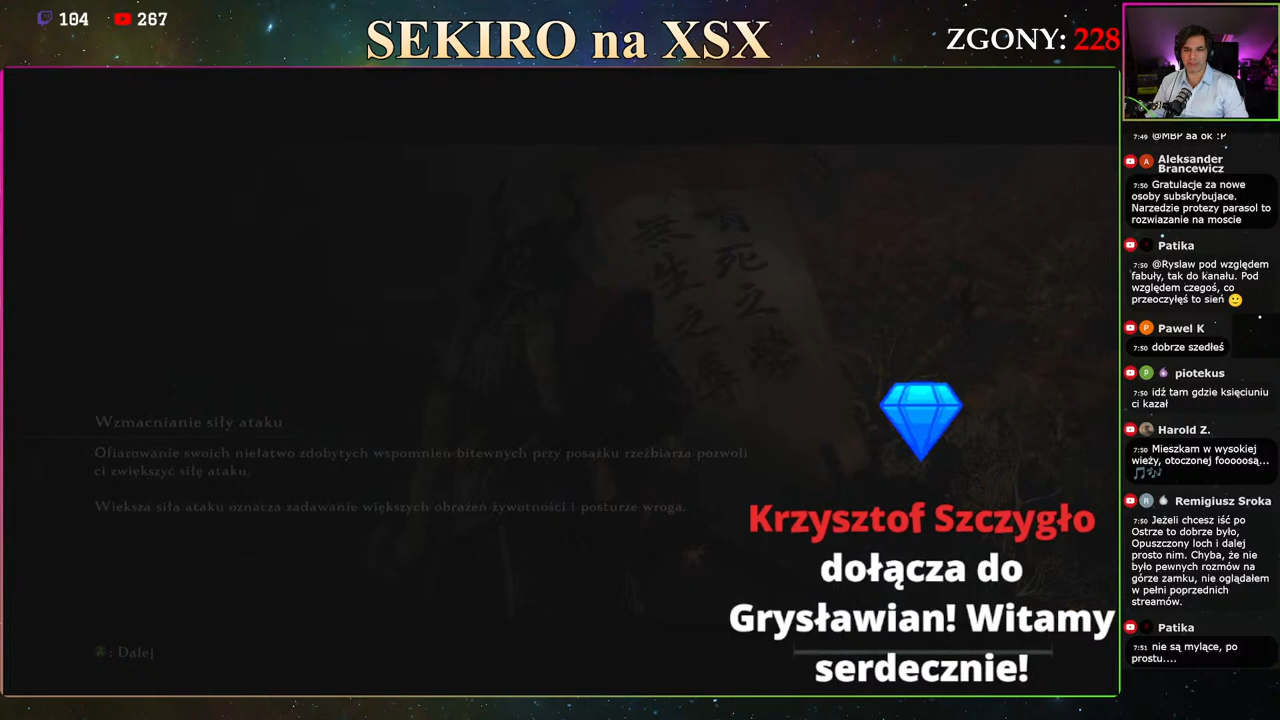 104
267
SEKIRO na XSX
ZGONY: 228
Wzmacnianie siły ataku
Ofiarowanie swoich niełatwo zdobytych wspomnień bitewnych przy posążku rzeźbiarza pozwoli
ci zwiększyć siłę ataku.
Większa siła ataku oznacza zadawanie większych obrażeń żywotności i posturze wroga.
A: Dalej
Krzysztof Szczygło
dołącza do
Grysławian! Witamy
serdecznie!
7:49 @MBP aa ok :P
Aleksander
Brancewicz
7:50 Gratulacje za nowe
osoby subskrybujace.
Narzedzie protezy parasol to
rozwiazanie na moscie
Patika
7:50 @Ryslaw pod względem
fabuły, tak do kanału. Pod
względem czegoś, co
przeoczyłęś to sień 🙂
Pawel K
7:50 dobrze szedłeś
piotekus
7:50 idź tam gdzie księciuniu
ci kazał
Harold Z.
7:50 Mieszkam w wysokiej
wieży, otoczonej fooooosą...
🎵🎶
Remigiusz Sroka
7:50 Jeżeli chcesz iść po
Ostrze to dobrze było,
Opuszczony loch i dalej
prosto nim. Chyba, że nie
było pewnych rozmów na
górze zamku, nie oglądałem
w pełni poprzednich
streamów.
Patika
7:51 nie są mylące, po
prostu....